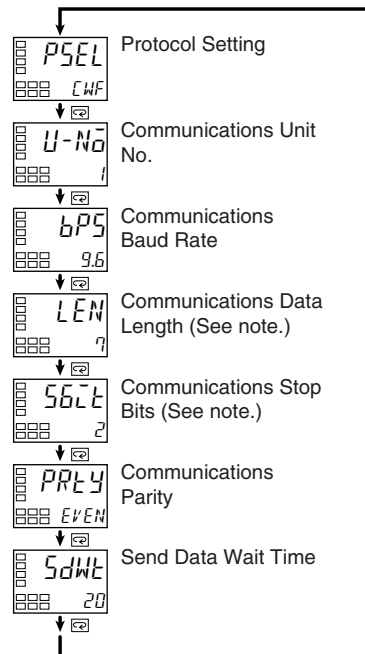 PSEL
Protocol Setting
CWF
U-No
Communications Unit
No.
1
bPS
Communications
Baud Rate
9.6
LEN
Communications Data
Length (See note.)
7
SbIt
Communications Stop
Bits (See note.)
2
PRtY
Communications
Parity
EVEN
SdWt
Send Data Wait Time
20